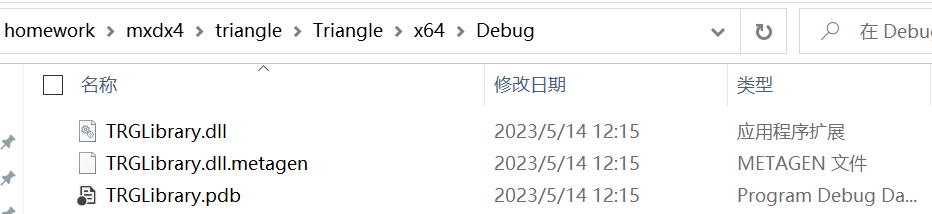 homework > mxdx4 > triangle > Triangle > x64 > Debug
在 Debu
名称 修改日期 类型
TRGLibrary.dll 2023/5/14 12:15 应用程序扩展
TRGLibrary.dll.metagen 2023/5/14 12:15 METAGEN 文件
TRGLibrary.pdb 2023/5/14 12:15 Program Debug Da...